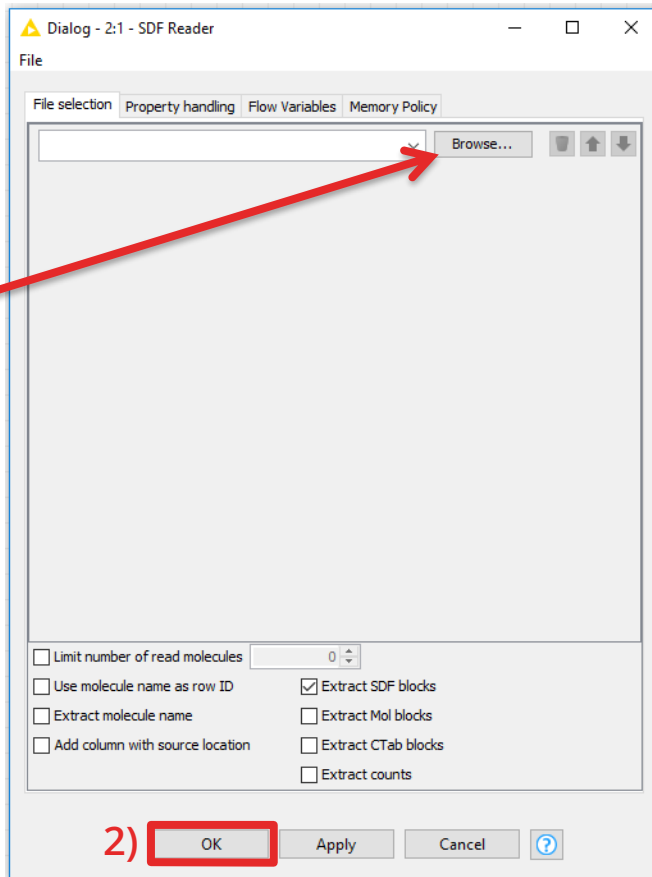 Dialog - 2:1 - SDF Reader
File
File selection Property handling Flow Variables Memory Policy
Browse...
Limit number of read molecules 0
Use molecule name as row ID Extract SDF blocks
Extract molecule name Extract Mol blocks
Add column with source location Extract CTab blocks
Extract counts
2) OK Apply Cancel ?